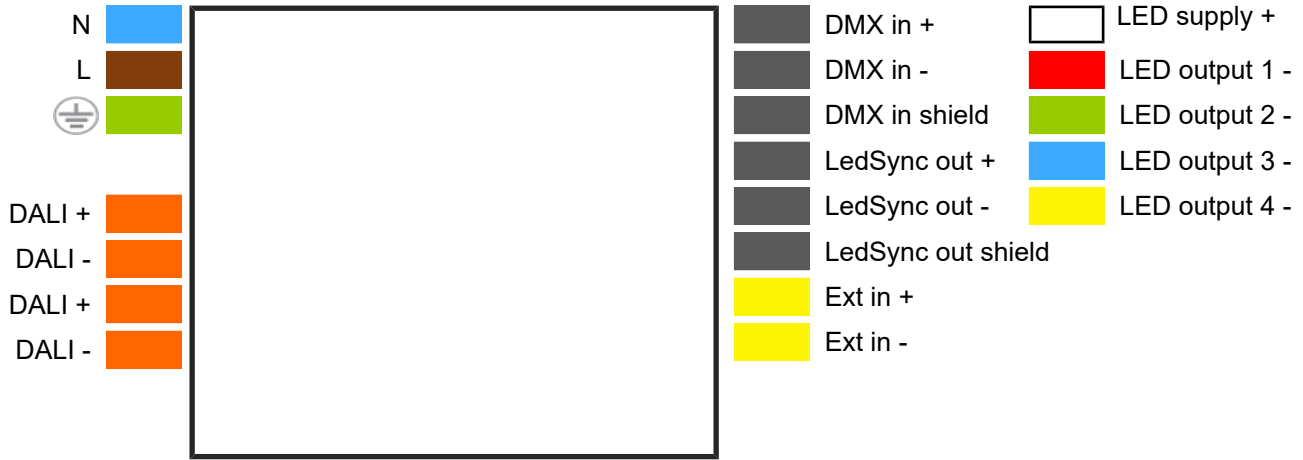 N
L
DALI +
DALI -
DALI +
DALI -
DMX in +
DMX in -
DMX in shield
LedSync out +
LedSync out -
LedSync out shield
Ext in +
Ext in -
LED supply +
LED output 1 -
LED output 2 -
LED output 3 -
LED output 4 -